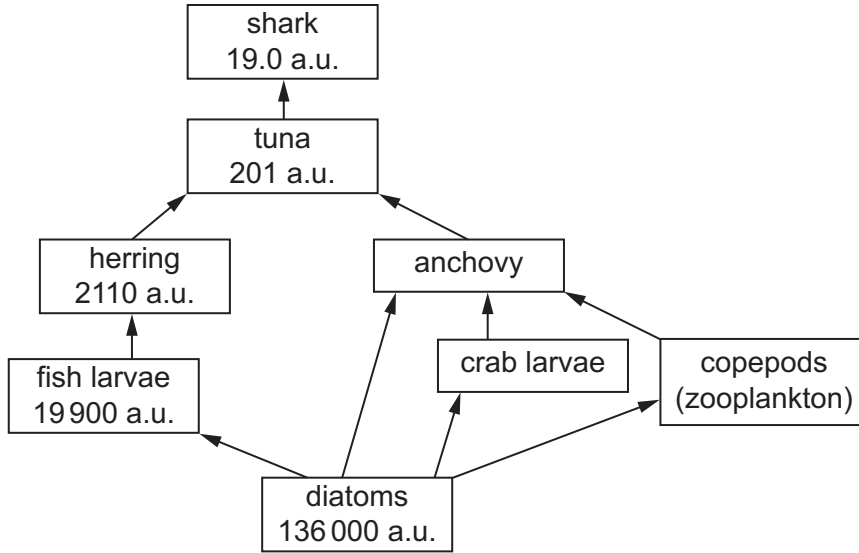 shark
19.0 a.u.
tuna
201 a.u.
herring
2110 a.u.
anchovy
fish larvae
19 900 a.u.
crab larvae
copepods
(zooplankton)
diatoms
136 000 a.u.